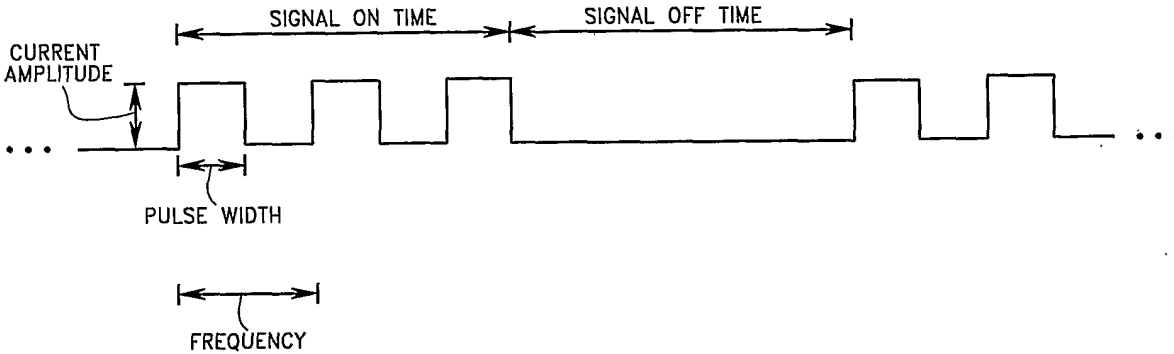 SIGNAL ON TIME
SIGNAL OFF TIME
CURRENT
AMPLITUDE
PULSE WIDTH
FREQUENCY